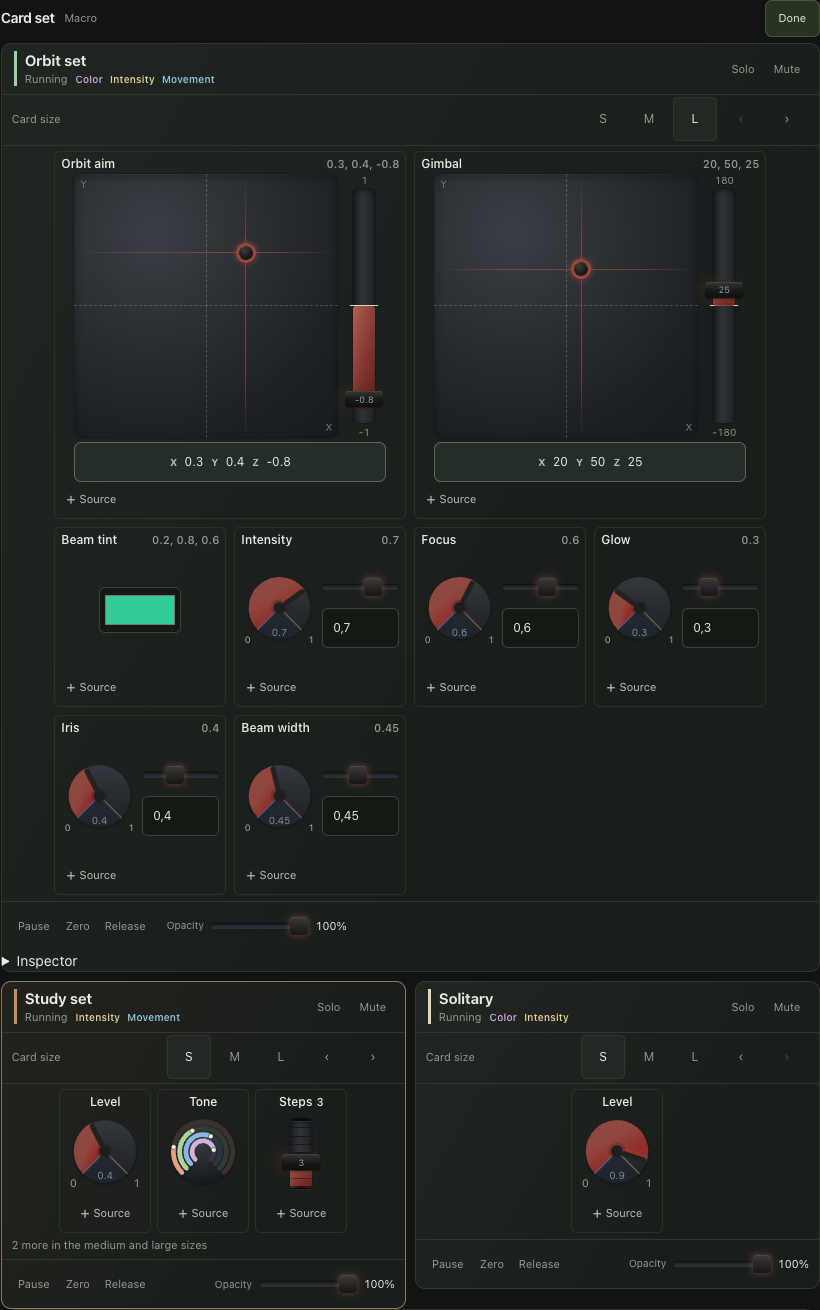 Card set Macro Done
Orbit set
Running Color Intensity Movement Solo Mute
Card size S M L ‹ ›
Orbit aim 0.3, 0.4, -0.8 Gimbal 20, 50, 25
Y 1 Y 180
25
-0.8
X -1 X -180
X 0.3 Y 0.4 Z -0.8 X 20 Y 50 Z 25
+ Source + Source
Beam tint 0.2, 0.8, 0.6 Intensity 0.7 Focus 0.6 Glow 0.3
0.7 0,7 0.6 0,6 0.3 0,3
0 1 0 1 0 1
+ Source + Source + Source + Source
Iris 0.4 Beam width 0.45
0.4 0,4 0.45 0,45
0 1 0 1
+ Source + Source
Pause Zero Release Opacity 100%
▶ Inspector
Study set
Running Intensity Movement Solo Mute
Card size S M L ‹ ›
Level Tone Steps 3
0.4 3
0 1
+ Source + Source + Source
2 more in the medium and large sizes
Pause Zero Release Opacity 100%
Solitary
Running Color Intensity Solo Mute
Card size S M L ‹ ›
Level
0.9
0 1
+ Source
Pause Zero Release Opacity 100%